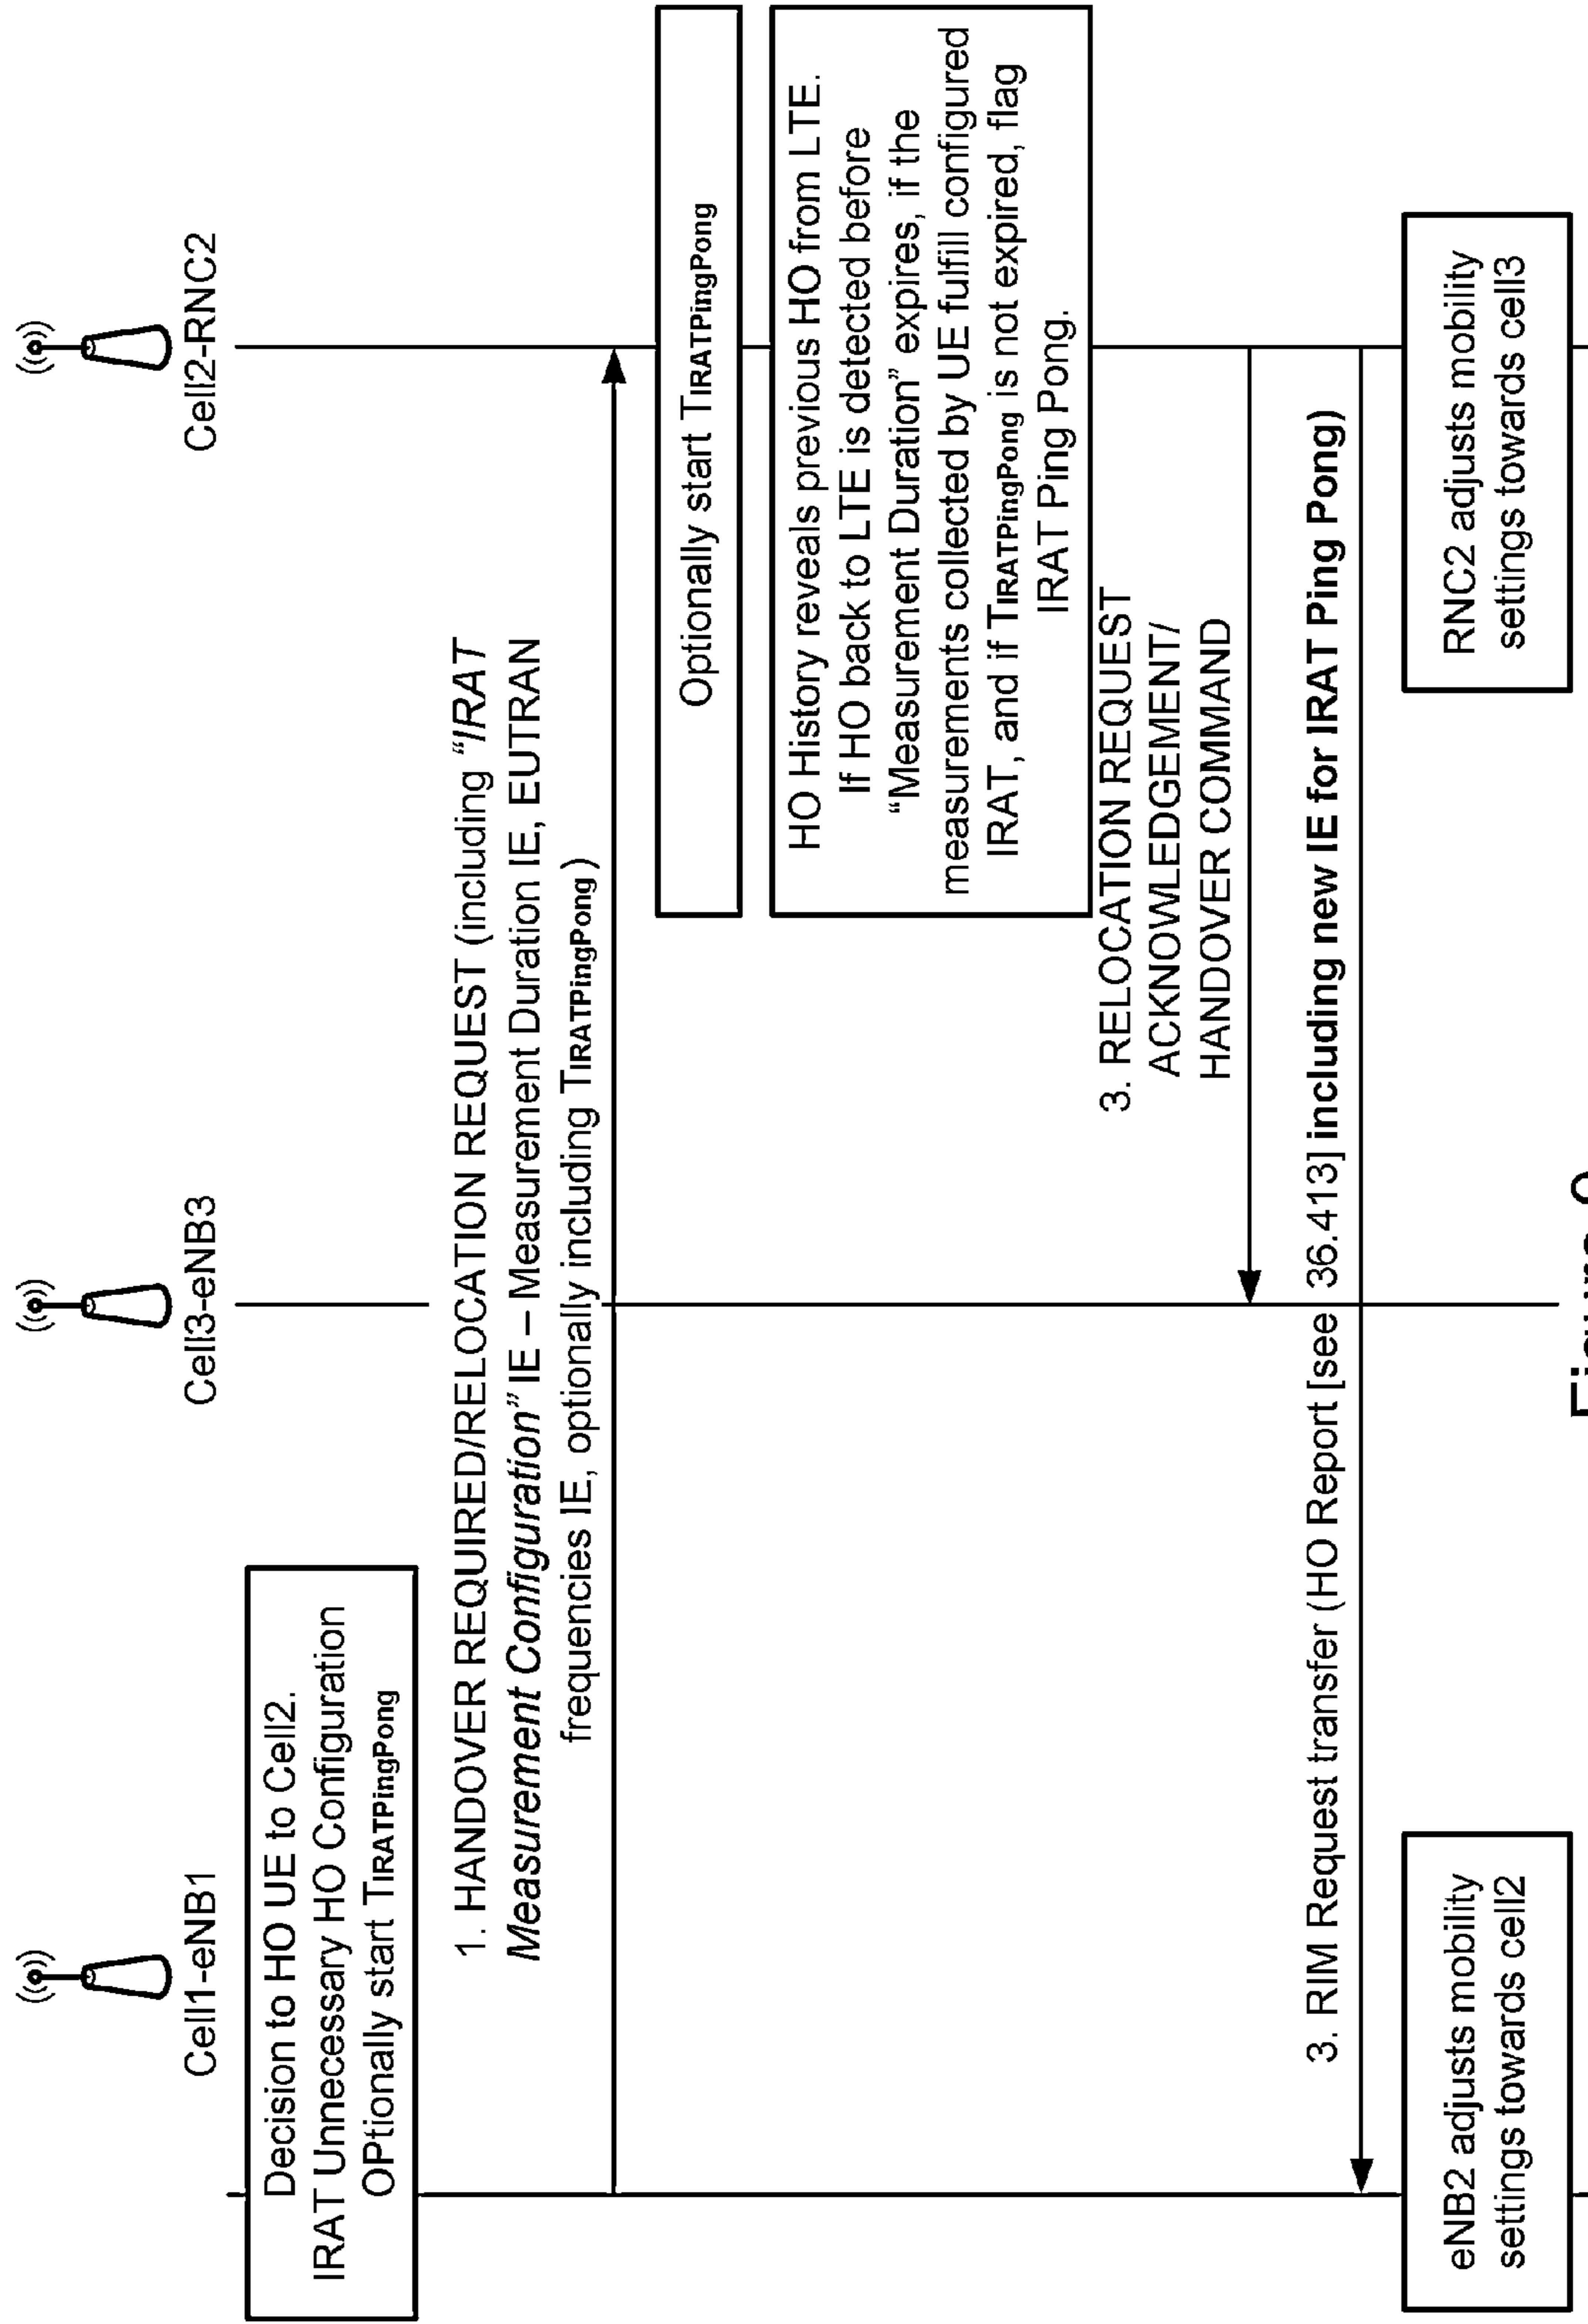 Cell1-eNB1
Cell3-eNB3
Cell2-RNC2
Decision to HO UE to Cell2.
IRAT Unnecessary HO Configuration
OPtionally start TIRATPingPong
1. HANDOVER REQUIRED/RELOCATION REQUEST (including “IRAT
Measurement Configuration” IE – Measurement Duration IE, EUTRAN
frequencies IE, optionally including TIRATPingPong)
Optionally start TIRATPingPong
HO History reveals previous HO from LTE.
If HO back to LTE is detected before
“Measurement Duration” expires, if the
measurements collected by UE fulfill configured
IRAT, and if TIRATPingPong is not expired, flag
IRAT Ping Pong.
3. RELOCATION REQUEST
ACKNOWLEDGEMENT/
HANDOVER COMMAND
3. RIM Request transfer (HO Report [see 36.413] including new IE for IRAT Ping Pong)
eNB2 adjusts mobility
settings towards cell2
RNC2 adjusts mobility
settings towards cell3